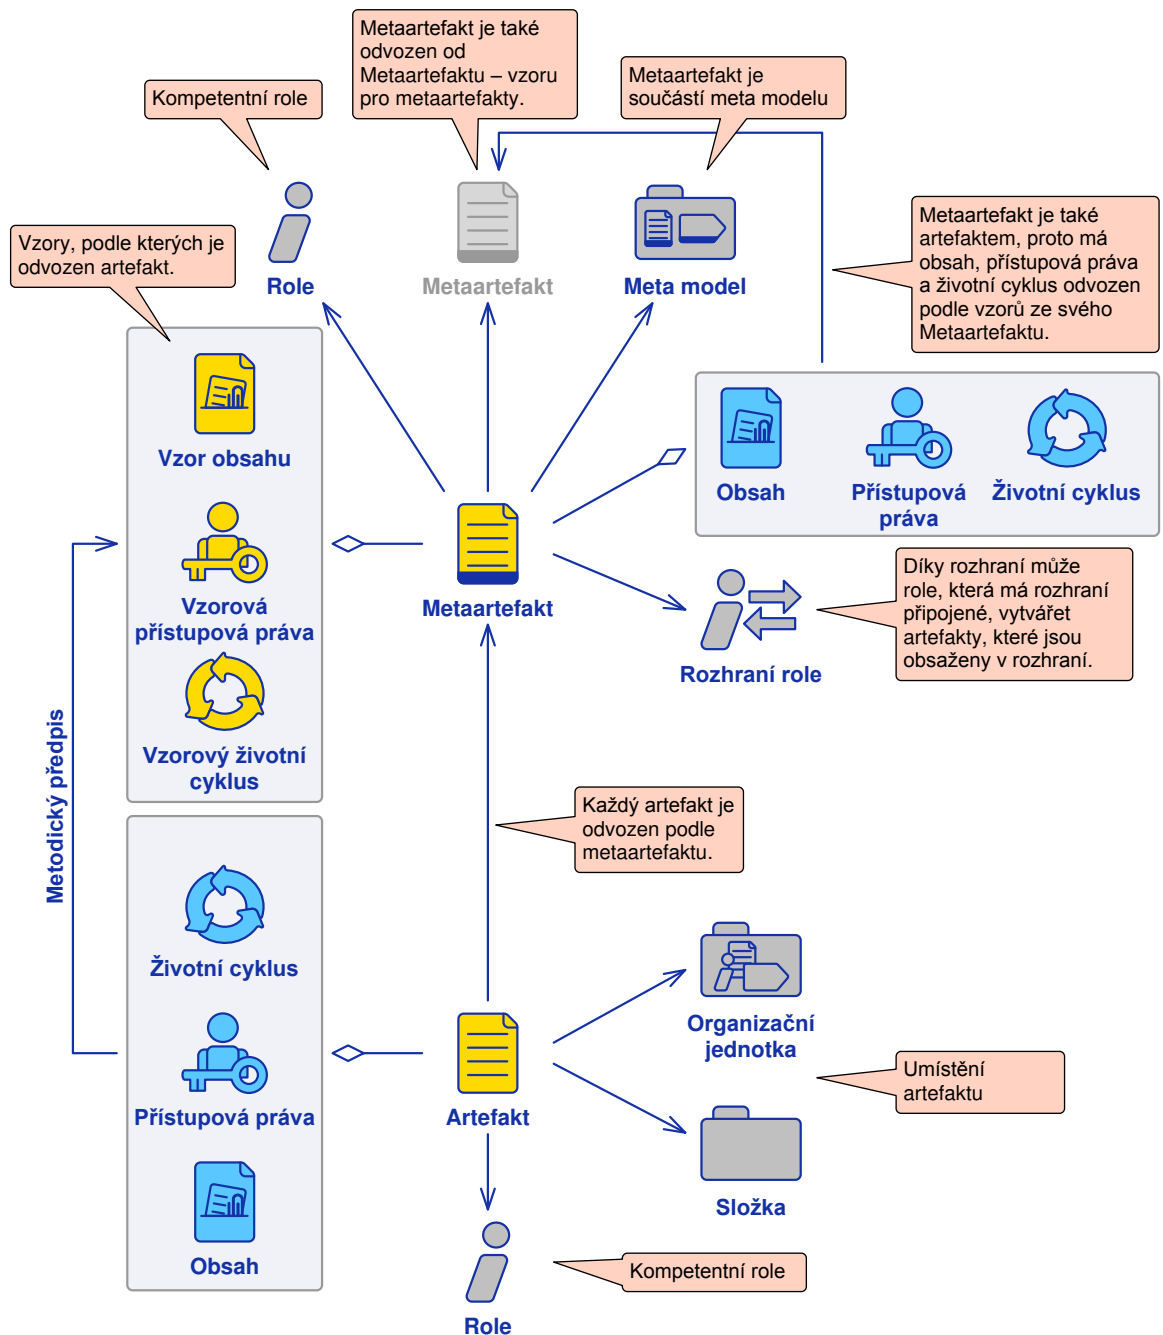 Metaartefakt je také
odvozen od
Metaartefaktu – vzoru
pro metaartefakty.
Kompetentní role
Metaartefakt je
součástí meta modelu
Vzory, podle kterých je
odvozen artefakt.
Role
Metaartefakt
Meta model
Metaartefakt je také
artefaktem, proto má
obsah, přístupová práva
a životní cyklus odvozen
podle vzorů ze svého
Metaartefaktu.
Vzor obsahu
Vzorová
přístupová práva
Vzorový životní
cyklus
Metaartefakt
Obsah
Přístupová
práva
Životní cyklus
Rozhraní role
Díky rozhraní může
role, která má rozhraní
připojené, vytvářet
artefakty, které jsou
obsaženy v rozhraní.
Metodický předpis
Každý artefakt je
odvozen podle
metaartefaktu.
Životní cyklus
Přístupová práva
Obsah
Artefakt
Organizační
jednotka
Umístění
artefaktu
Složka
Role
Kompetentní role